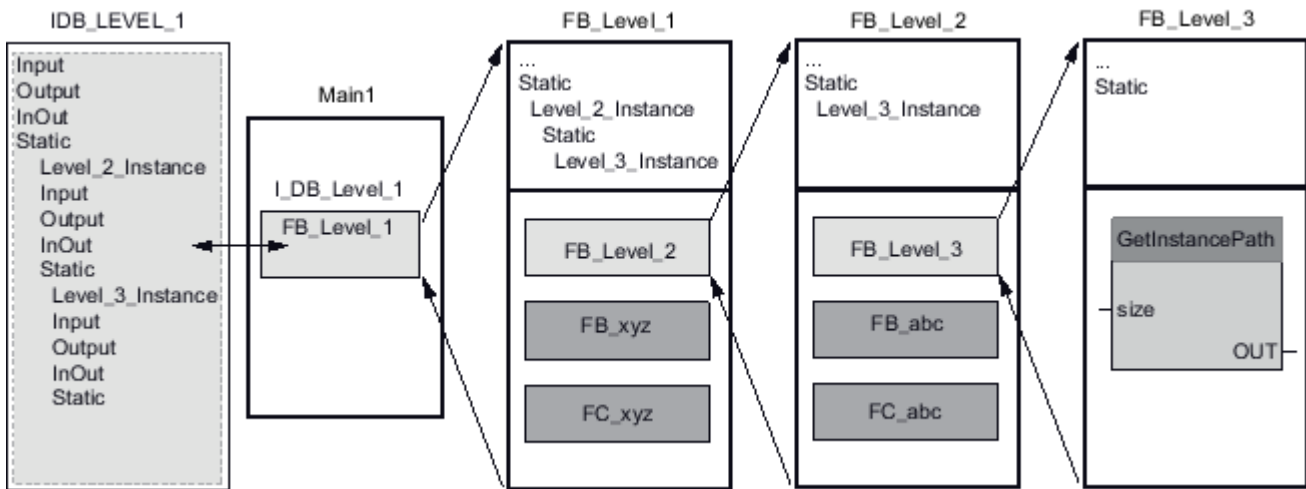 IDB_LEVEL_1
Input
Output
InOut
Static
Level_2_Instance
Input
Output
InOut
Static
Level_3_Instance
Input
Output
InOut
Static
Main1
I_DB_Level_1
FB_Level_1
FB_Level_1
...
Static
Level_2_Instance
Static
Level_3_Instance
FB_Level_2
FB_xyz
FC_xyz
FB_Level_2
...
Static
Level_3_Instance
FB_Level_3
FB_abc
FC_abc
FB_Level_3
...
Static
GetInstancePath
size
OUT